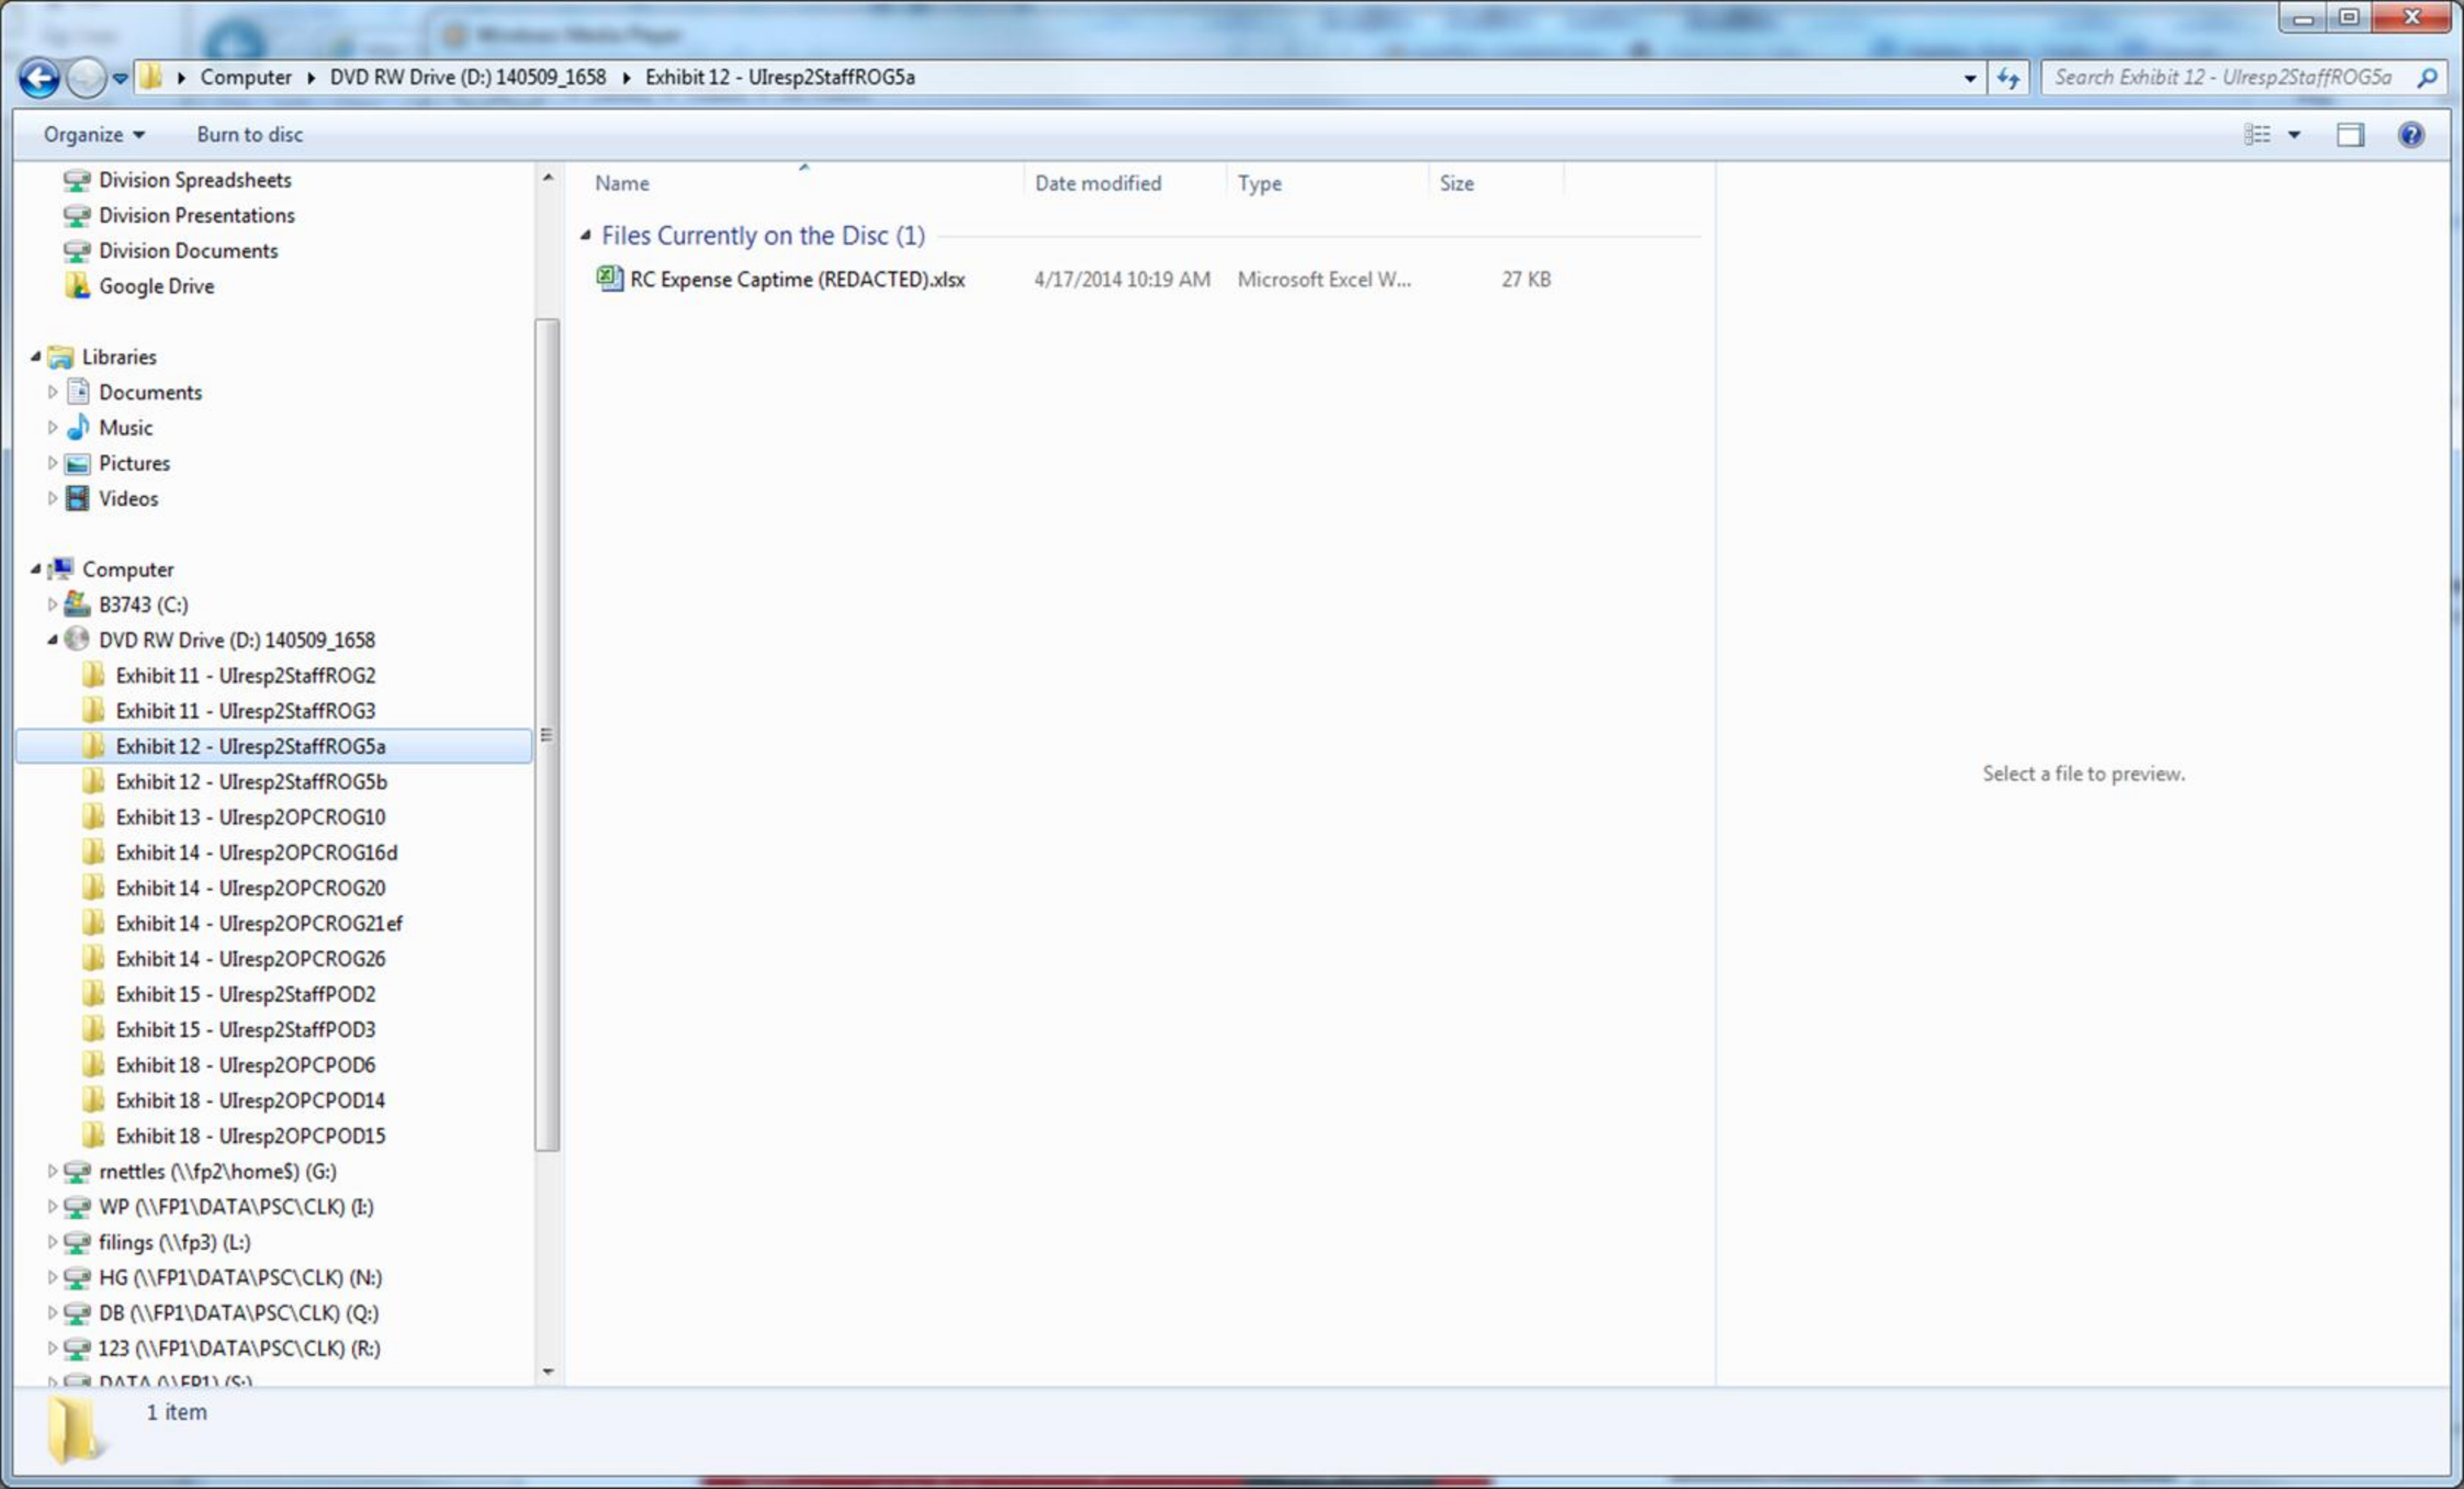 Computer ▸ DVD RW Drive (D:) 140509_1658 ▸ Exhibit 12 - UIresp2StaffROG5a
Search Exhibit 12 - UIresp2StaffROG5a
Organize
Burn to disc
Division Spreadsheets
Division Presentations
Division Documents
Google Drive
Libraries
Documents
Music
Pictures
Videos
Computer
B3743 (C:)
DVD RW Drive (D:) 140509_1658
Exhibit 11 - UIresp2StaffROG2
Exhibit 11 - UIresp2StaffROG3
Exhibit 12 - UIresp2StaffROG5a
Exhibit 12 - UIresp2StaffROG5b
Exhibit 13 - UIresp2OPCROG10
Exhibit 14 - UIresp2OPCROG16d
Exhibit 14 - UIresp2OPCROG20
Exhibit 14 - UIresp2OPCROG21ef
Exhibit 14 - UIresp2OPCROG26
Exhibit 15 - UIresp2StaffPOD2
Exhibit 15 - UIresp2StaffPOD3
Exhibit 18 - UIresp2OPCPOD6
Exhibit 18 - UIresp2OPCPOD14
Exhibit 18 - UIresp2OPCPOD15
rnettles (\\fp2\home$) (G:)
WP (\\FP1\DATA\PSC\CLK) (I:)
filings (\\fp3) (L:)
HG (\\FP1\DATA\PSC\CLK) (N:)
DB (\\FP1\DATA\PSC\CLK) (Q:)
123 (\\FP1\DATA\PSC\CLK) (R:)
DATA (\\FP1) (S:)
Name Date modified Type Size
Files Currently on the Disc (1)
RC Expense Captime (REDACTED).xlsx 4/17/2014 10:19 AM Microsoft Excel W... 27 KB
Select a file to preview.
1 item